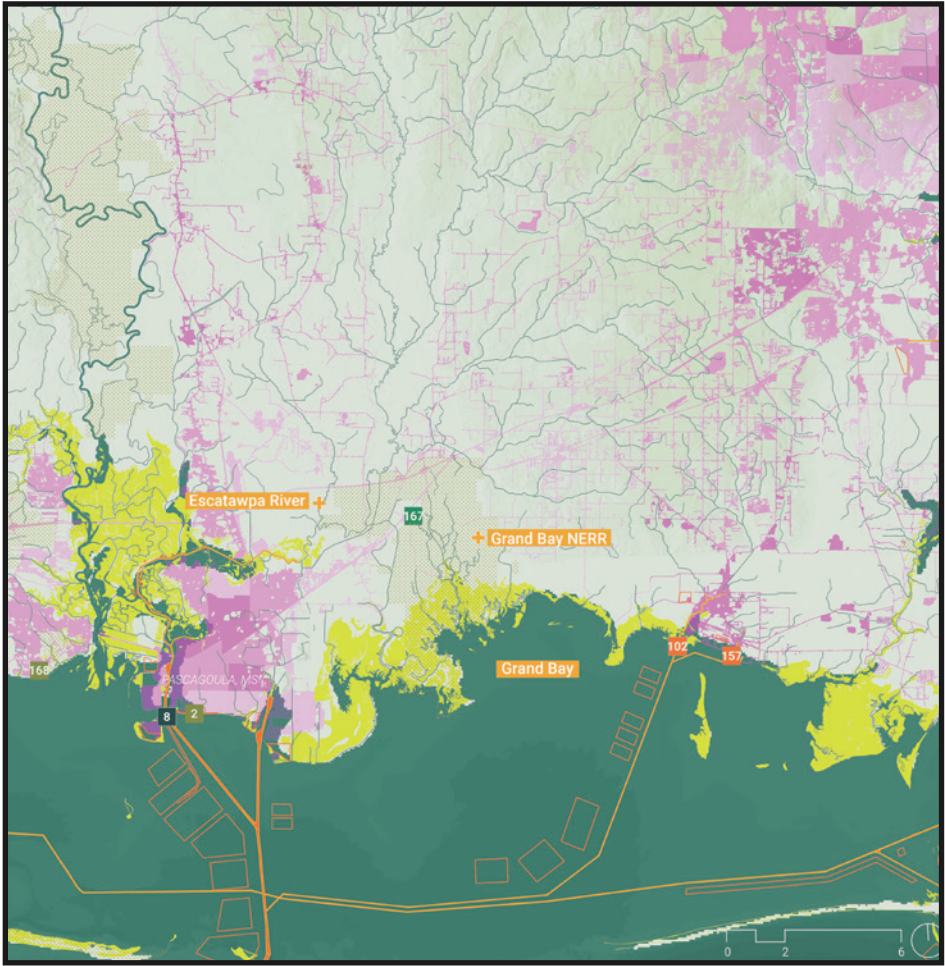 Escatawpa River
167
Grand Bay NERR
102
157
168
Grand Bay
PASCAGOULA, MS
8
2
0 2 6